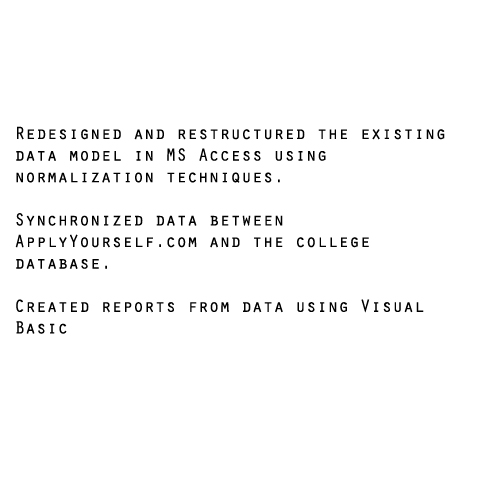 Redesigned and restructured the existing
data model in MS Access using
normalization techniques.
Synchronized data between
ApplyYourself.com and the college
database.
Created reports from data using Visual
Basic